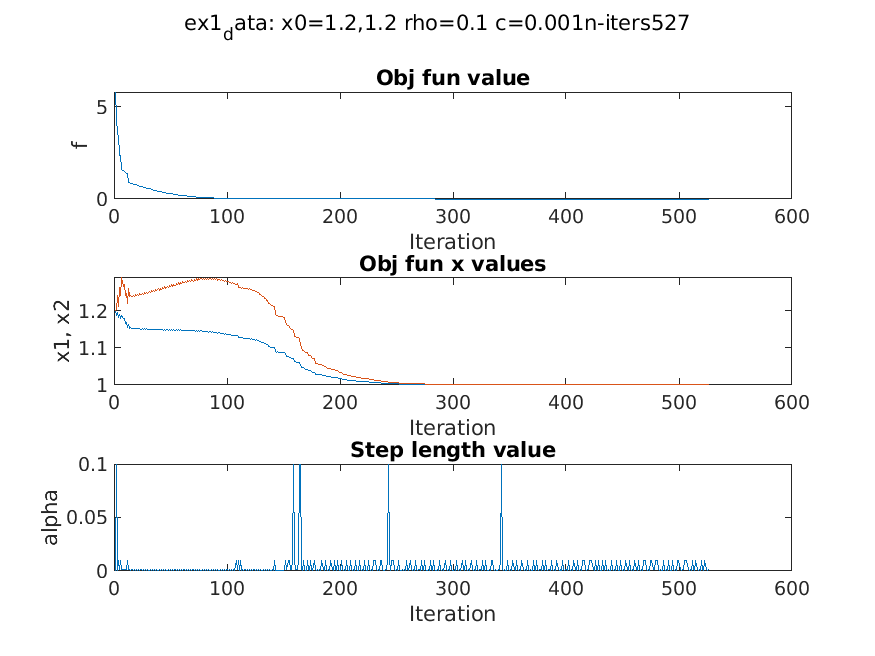 ex1_data: x0=1.2,1.2 rho=0.1 c=0.001n-iters527
Obj fun value
5
0
f
0 100 200 300 400 500 600
Iteration
Obj fun x values
1.2
1.1
1
x1, x2
0 100 200 300 400 500 600
Iteration
Step length value
0.1
0.05
0
alpha
0 100 200 300 400 500 600
Iteration